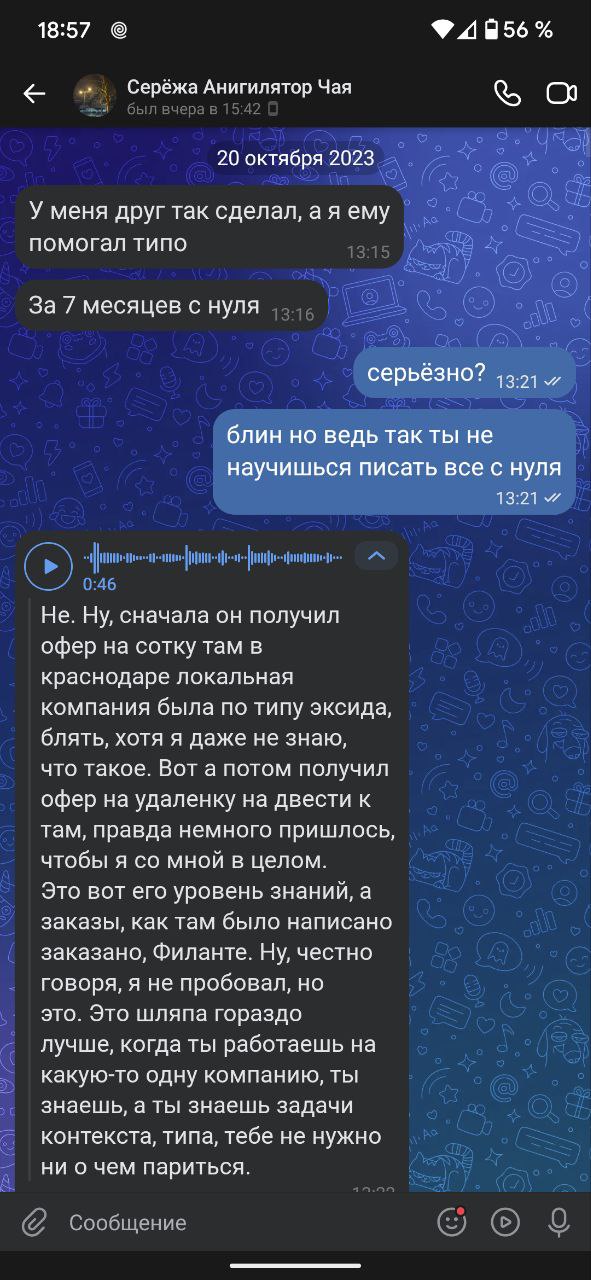 18:57
56 %
Серёжа Анигилятор Чая
был вчера в 15:42
20 октября 2023
У меня друг так сделал, а я ему
помогал типо
13:15
За 7 месяцев с нуля 13:16
серьёзно? 13:21
блин но ведь так ты не
научишься писать все с нуля
13:21
0:46
Не. Ну, сначала он получил
офер на сотку там в
краснодаре локальная
компания была по типу эксида,
блять, хотя я даже не знаю,
что такое. Вот а потом получил
офер на удаленку на двести к
там, правда немного пришлось,
чтобы я со мной в целом.
Это вот его уровень знаний, а
заказы, как там было написано
заказано, Филанте. Ну, честно
говоря, я не пробовал, но
это. Это шляпа гораздо
лучше, когда ты работаешь на
какую-то одну компанию, ты
знаешь, а ты знаешь задачи
контекста, типа, тебе не нужно
ни о чем париться.
Сообщение